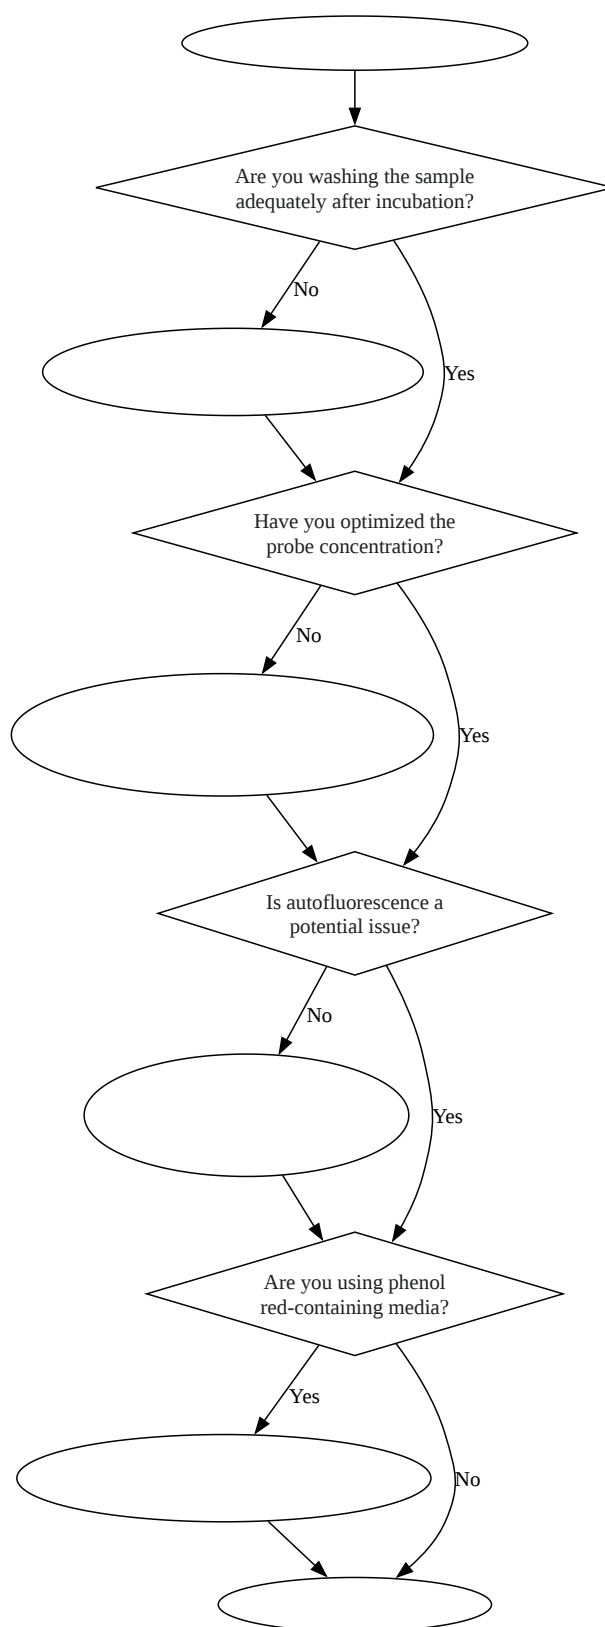 Are you washing the sample
adequately after incubation?
No
Yes
Have you optimized the
probe concentration?
No
Yes
Is autofluorescence a
potential issue?
No
Yes
Are you using phenol
red-containing media?
Yes
No